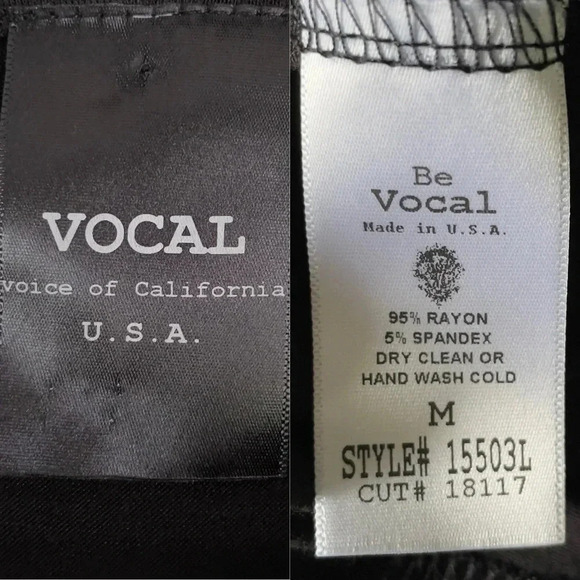 VOCAL
voice of California
U.S.A.
Be
Vocal
Made in U.S.A.
95% RAYON
5% SPANDEX
DRY CLEAN OR
HAND WASH COLD
M
STYLE# 15503L
CUT# 18117